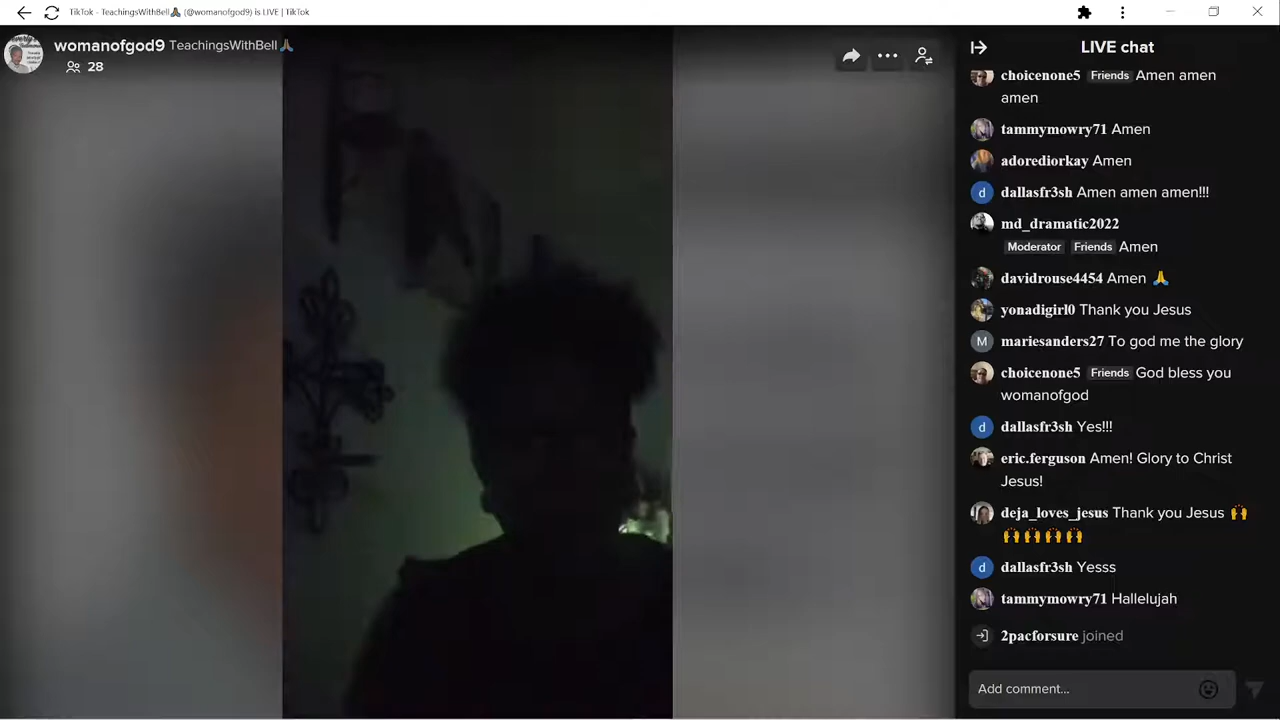 TikTok - TeachingsWithBell🙏 (@womanofgod9) is LIVE | TikTok
womanofgod9 TeachingsWithBell🙏
28
LIVE chat
choicenone5 Friends Amen amen
amen
tammymowry71 Amen
adorediorkay Amen
dallasfr3sh Amen amen amen!!!
md_dramatic2022
Moderator Friends Amen
davidrouse4454 Amen 🙏
yonadigirl0 Thank you Jesus
M mariesanders27 To god me the glory
choicenone5 Friends God bless you
womanofgod
d dallasfr3sh Yes!!!
eric.ferguson Amen! Glory to Christ
Jesus!
deja_loves_jesus Thank you Jesus 🙌
🙌🙌🙌🙌
d dallasfr3sh Yesss
tammymowry71 Hallelujah
2pacforsure joined
Add comment...